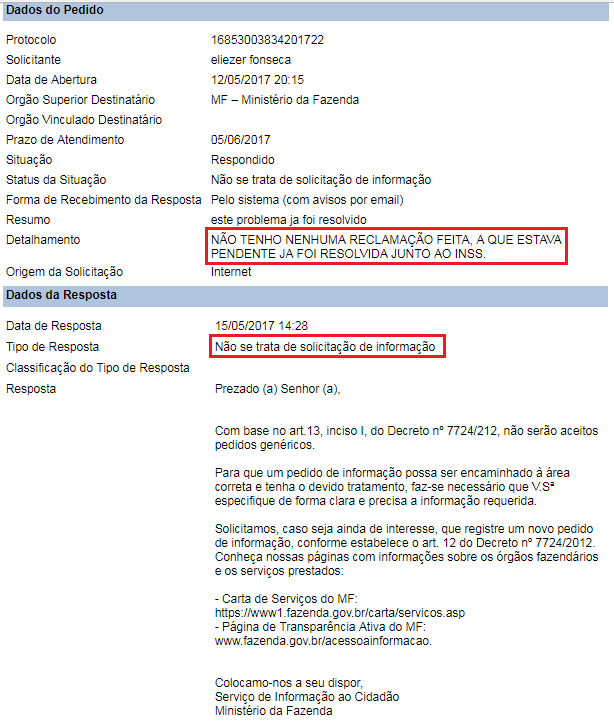 Dados do Pedido
Protocolo 16853003834201722
Solicitante eliezer fonseca
Data de Abertura 12/05/2017 20:15
Orgão Superior Destinatário MF – Ministério da Fazenda
Orgão Vinculado Destinatário
Prazo de Atendimento 05/06/2017
Situação Respondido
Status da Situação Não se trata de solicitação de informação
Forma de Recebimento da Resposta Pelo sistema (com avisos por email)
Resumo este problema ja foi resolvido
Detalhamento NÃO TENHO NENHUMA RECLAMAÇÃO FEITA, A QUE ESTAVA
PENDENTE JA FOI RESOLVIDA JUNTO AO INSS.
Origem da Solicitação Internet
Dados da Resposta
Data de Resposta 15/05/2017 14:28
Tipo de Resposta Não se trata de solicitação de informação
Classificação do Tipo de Resposta
Resposta Prezado (a) Senhor (a),
Com base no art.13, inciso I, do Decreto nº 7724/212, não serão aceitos
pedidos genéricos.
Para que um pedido de informação possa ser encaminhado à área
correta e tenha o devido tratamento, faz-se necessário que V.Sª
especifique de forma clara e precisa a informação requerida.
Solicitamos, caso seja ainda de interesse, que registre um novo pedido
de informação, conforme estabelece o art. 12 do Decreto nº 7724/2012.
Conheça nossas páginas com informações sobre os órgãos fazendários
e os serviços prestados:
- Carta de Serviços do MF:
https://www1.fazenda.gov.br/carta/servicos.asp
- Página de Transparência Ativa do MF:
www.fazenda.gov.br/acessoainformacao.
Colocamo-nos a seu dispor,
Serviço de Informação ao Cidadão
Ministério da Fazenda